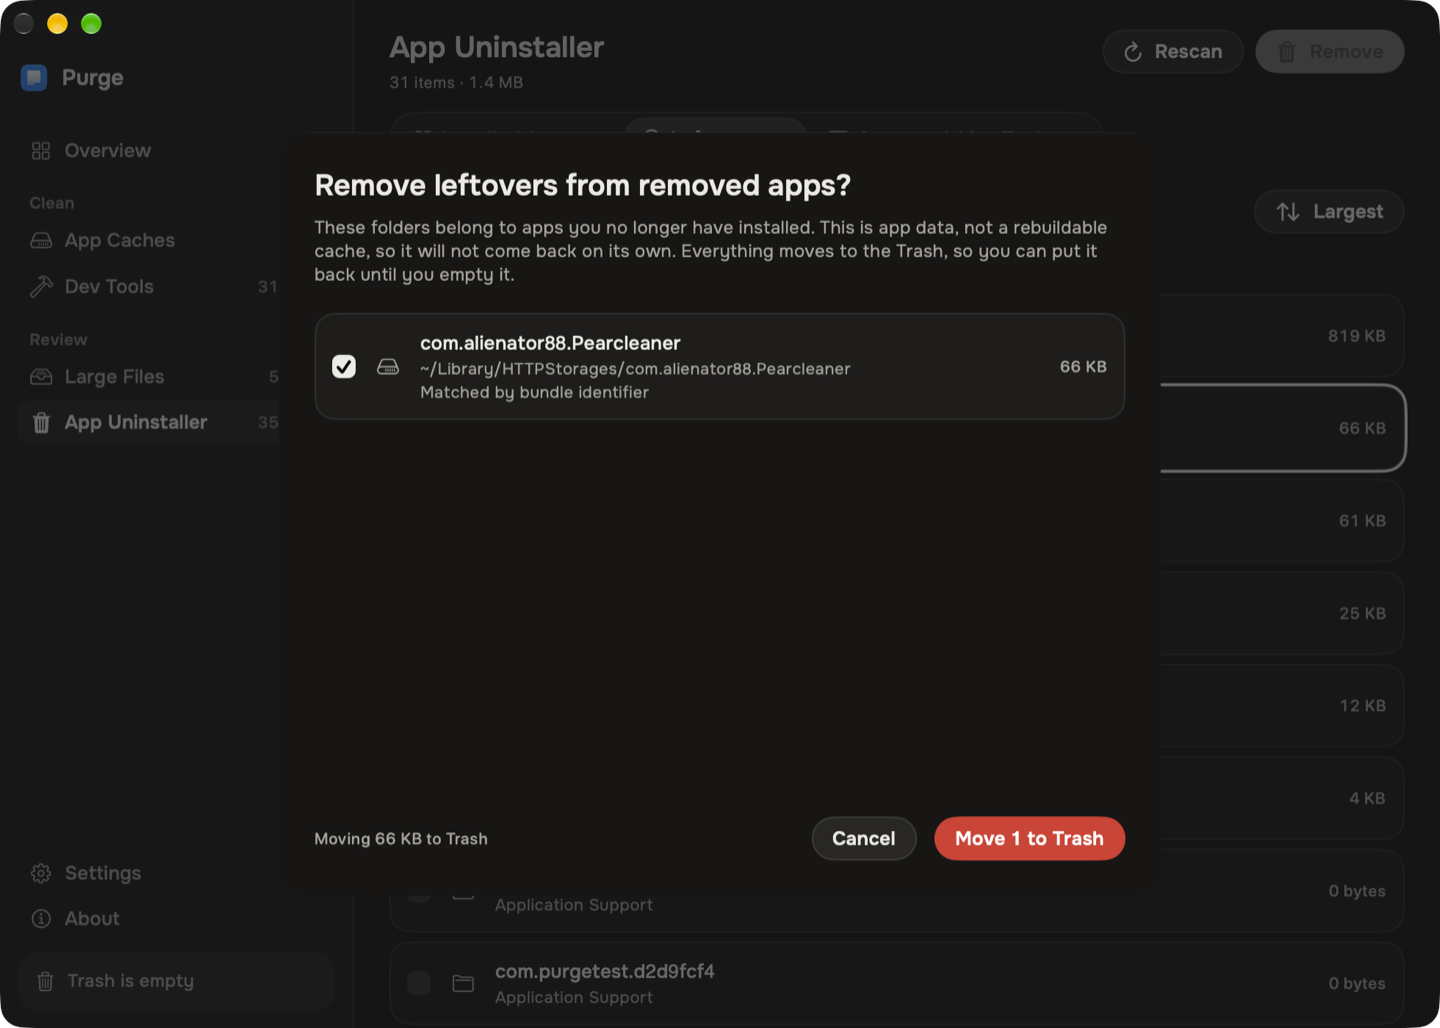 Purge
Overview
Clean
App Caches
Dev Tools 31
Review
Large Files 5
App Uninstaller 35
Settings
About
Trash is empty
App Uninstaller
31 items · 1.4 MB
Rescan
Remove
Largest
Remove leftovers from removed apps?
These folders belong to apps you no longer have installed. This is app data, not a rebuildable
cache, so it will not come back on its own. Everything moves to the Trash, so you can put it
back until you empty it.
com.alienator88.Pearcleaner
~/Library/HTTPStorages/com.alienator88.Pearcleaner
Matched by bundle identifier
66 KB
Moving 66 KB to Trash
Cancel
Move 1 to Trash
819 KB
66 KB
61 KB
25 KB
12 KB
4 KB
Application Support
0 bytes
com.purgetest.d2d9fcf4
Application Support
0 bytes